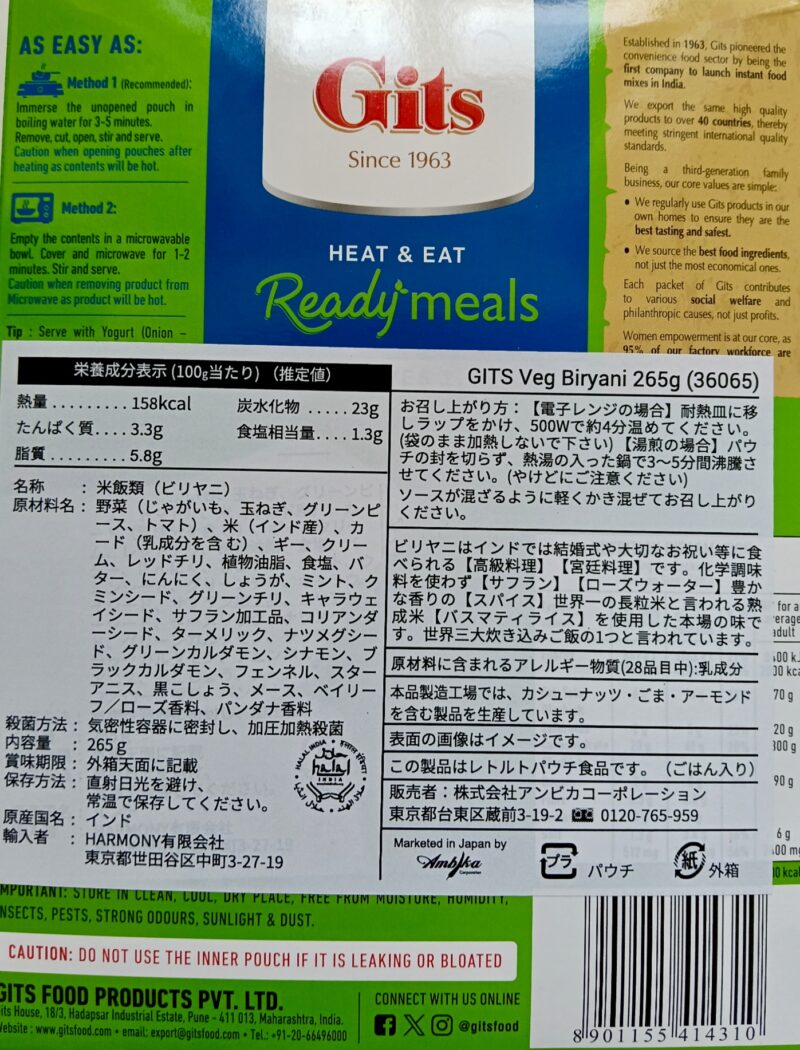 AS EASY AS:
Method 1 (Recommended):
Immerse the unopened pouch in
boiling water for 3-5 minutes.
Remove, cut, open, stir and serve.
Caution when opening pouches after
heating as contents will be hot.
Method 2:
Empty the contents in a microwavable
bowl. Cover and microwave for 1-2
minutes. Stir and serve.
Caution when removing product from
Microwave as product will be hot.
Tip : Serve with Yogurt (Onion –
Gits
Since 1963
HEAT & EAT
Ready meals
Established in 1963, Gits pioneered the
convenience food sector by being the
first company to launch instant food
mixes in India.
We export the same high quality
products to over 40 countries, thereby
meeting stringent international quality
standards.
Being a third-generation family
business, our core values are simple:
• We regularly use Gits products in our
own homes to ensure they are the
best tasting and safest.
• We source the best food ingredients,
not just the most economical ones.
Each packet of Gits contributes
to various social welfare and
philanthropic causes, not just profits.
Women empowerment is at our core, as
95% of our factory workforce are
栄養成分表示 (100g当たり) (推定値)
熱量 ......... 158kcal
たんぱく質.... 3.3g
脂質 ......... 5.8g
炭水化物 ..... 23g
食塩相当量.... 1.3g
名称 : 米飯類（ビリヤニ）
原材料名 : 野菜（じゃがいも、玉ねぎ、グリーンピ
ース、トマト）、米（インド産）、カ
ード（乳成分を含む）、ギー、クリー
ム、レッドチリ、植物油脂、食塩、バ
ター、にんにく、しょうが、ミント、ク
ミンシード、グリーンチリ、キャラウェ
イシード、サフラン加工品、コリアンダ
ーシード、ターメリック、ナツメグシー
ド、グリーンカルダモン、シナモン、ブ
ラックカルダモン、フェンネル、スター
アニス、黒こしょう、メース、ベイリー
フ／ローズ香料、パンダナ香料
殺菌方法 : 気密性容器に密封し、加圧加熱殺菌
内容量 : 265g
賞味期限 : 外箱天面に記載
保存方法 : 直射日光を避け、
常温で保存してください。
原産国名 : インド
輸入者 : HARMONY有限会社
東京都世田谷区中町3-27-19
HALAL INDIA
INDIA
GITS Veg Biryani 265g (36065)
お召し上がり方：【電子レンジの場合】耐熱皿に移
しラップをかけ、500Wで約4分温めてください。
(袋のまま加熱しないで下さい) 【湯煎の場合】パウ
チの封を切らず、熱湯の入った鍋で3〜5分間沸騰さ
せてください。(やけどにご注意ください)
ソースが混ざるように軽くかき混ぜてお召し上がり
ください。
ビリヤニはインドでは結婚式や大切なお祝い等に食
べられる【高級料理】【宮廷料理】です。化学調味
料を使わず【サフラン】【ローズウォーター】豊か
な香りの【スパイス】世界一の長粒米と言われる熟
成米【バスマティライス】を使用した本場の味で
す。世界三大炊き込みご飯の1つと言われています。
原材料に含まれるアレルギー物質(28品目中):乳成分
本品製造工場では、カシューナッツ・ごま・アーモンド
を含む製品を生産しています。
表面の画像はイメージです。
この製品はレトルトパウチ食品です。（ごはん入り）
販売者：株式会社アンビカコーポレーション
東京都台東区蔵前3-19-2 0120-765-959
Marketed in Japan by
Ambika
Corporation
プラ パウチ
紙 外箱
IMPORTANT: STORE IN CLEAN, COOL, DRY PLACE, FREE FROM MOISTURE, HUMIDITY,
INSECTS, PESTS, STRONG ODOURS, SUNLIGHT & DUST.
CAUTION: DO NOT USE THE INNER POUCH IF IT IS LEAKING OR BLOATED
GITS FOOD PRODUCTS PVT. LTD.
Gits House, 18/3, Hadapsar Industrial Estate, Pune - 411 013, Maharashtra, India.
Website : www.gitsfood.com • email: export@gitsfood.com • Tel.: +91-20-66496000
CONNECT WITH US ONLINE
@gitsfood
8 901155 414310